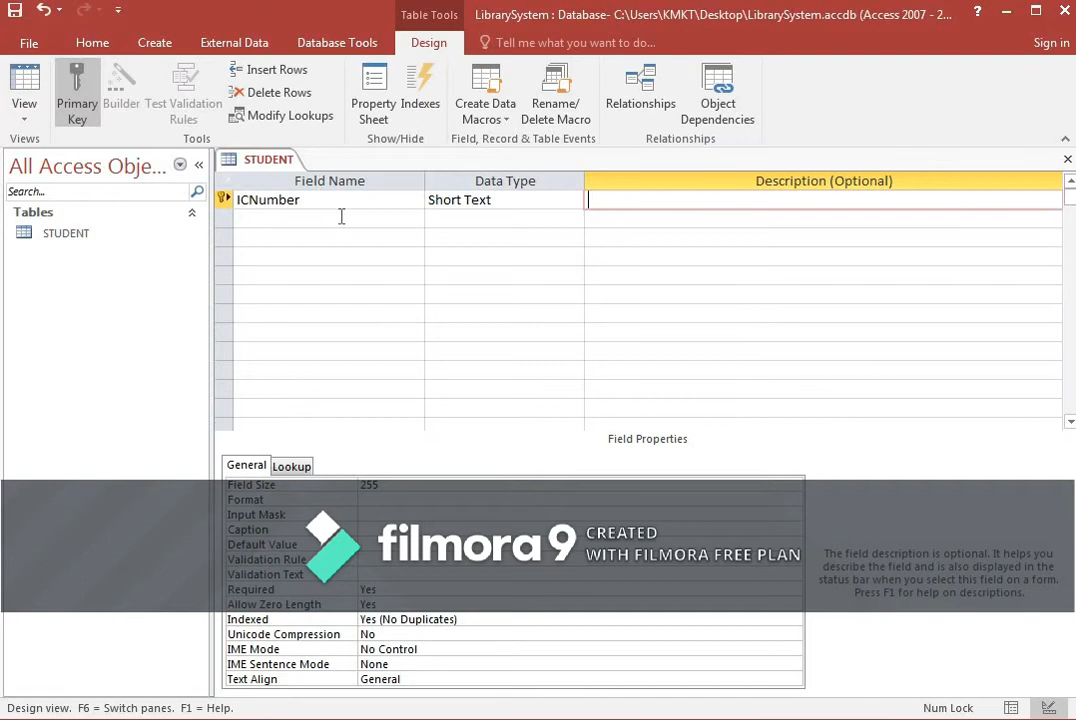 Table Tools
LibrarySystem : Database- C:\Users\KMKT\Desktop\LibrarySystem.accdb (Access 2007 - 2...
?
File
Home
Create
External Data
Database Tools
Design
Tell me what you want to do...
Sign in
View
Primary
Key
Builder
Test Validation
Rules
Insert Rows
Delete Rows
Modify Lookups
Property
Sheet
Indexes
Create Data
Macros
Rename/
Delete Macro
Relationships
Object
Dependencies
Views
Tools
Show/Hide
Field, Record & Table Events
Relationships
All Access Obje...
Search...
Tables
STUDENT
STUDENT
Field Name
Data Type
Description (Optional)
ICNumber
Short Text
Field Properties
General
Lookup
Field Size
255
Format
Input Mask
Caption
Default Value
Validation Rule
Validation Text
Required
Yes
Allow Zero Length
Yes
Indexed
Yes (No Duplicates)
Unicode Compression
No
IME Mode
No Control
IME Sentence Mode
None
Text Align
General
filmora 9
CREATED
WITH FILMORA FREE PLAN
The field description is optional. It helps you
describe the field and is also displayed in the
status bar when you select this field on a form.
Press F1 for help on descriptions.
Design view. F6 = Switch panes. F1 = Help.
Num Lock